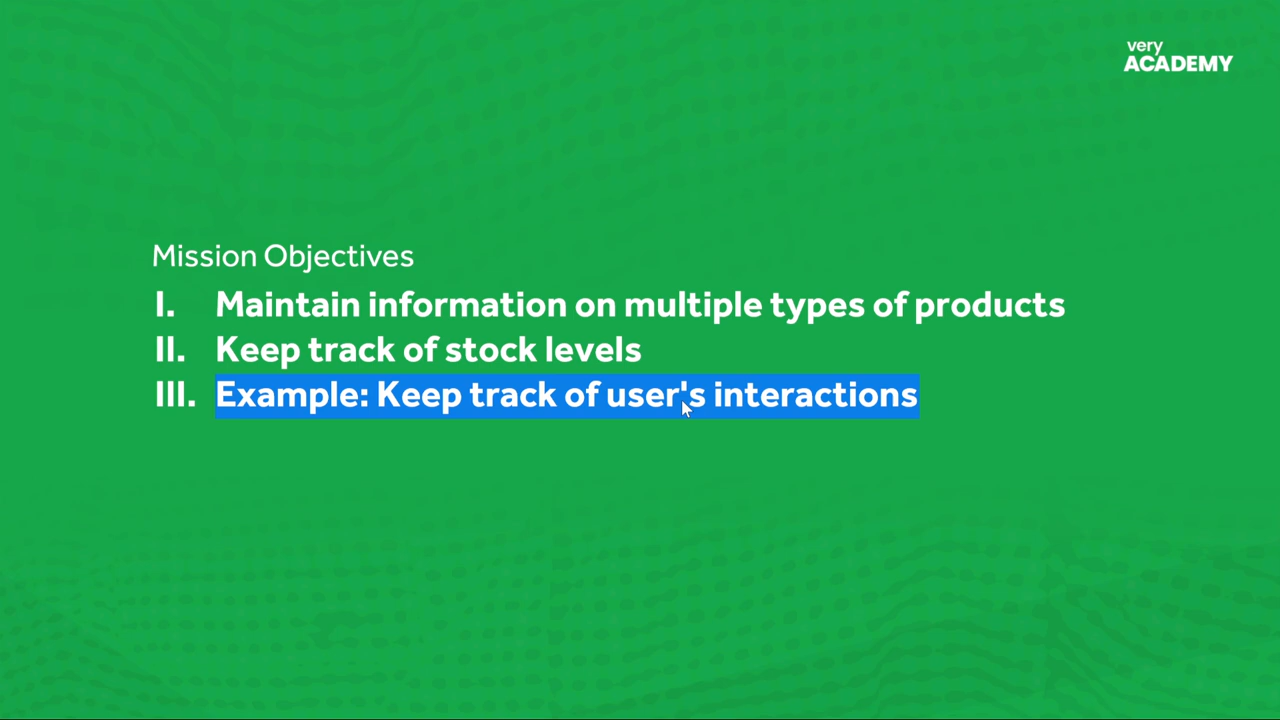 very
ACADEMY
Mission Objectives
I. Maintain information on multiple types of products
II. Keep track of stock levels
III. Example: Keep track of user's interactions